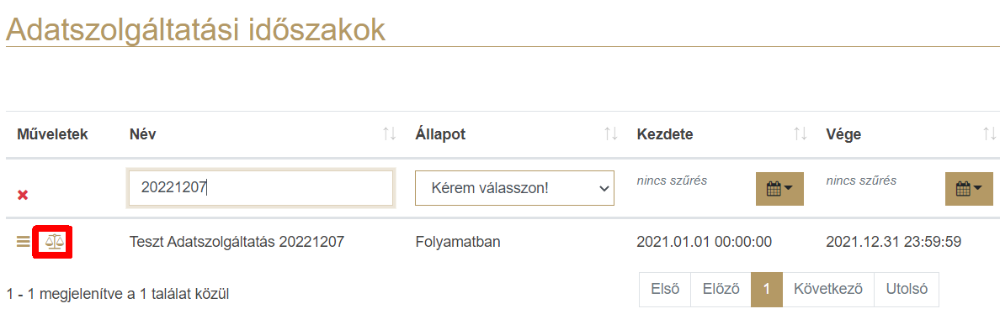 Adatszolgáltatási időszakok
Műveletek Név Állapot Kezdete Vége
20221207 Kérem válasszon! nincs szűrés nincs szűrés
Teszt Adatszolgáltatás 20221207 Folyamatban 2021.01.01 00:00:00 2021.12.31 23:59:59
1 - 1 megjelenítve a 1 találat közül Első Előző 1 Következő Utolsó